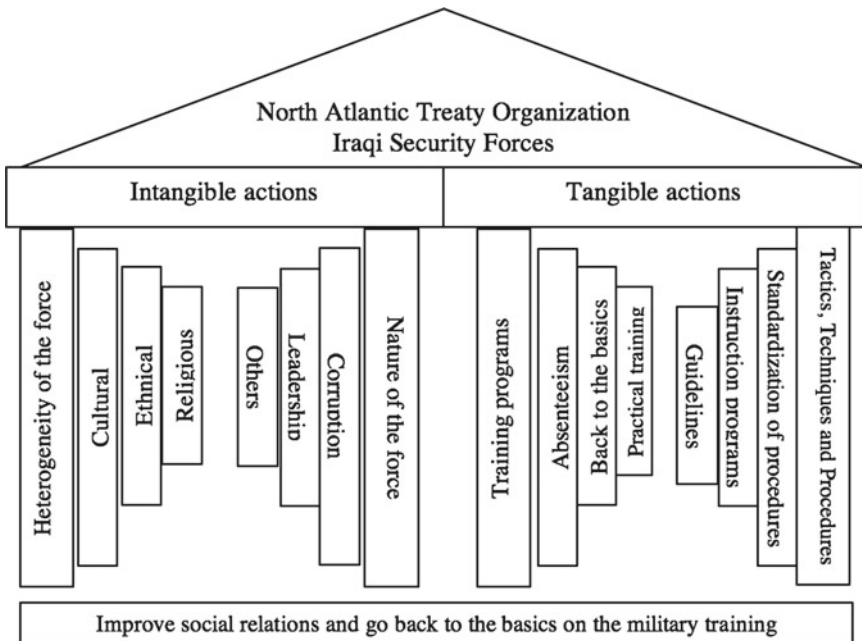 North Atlantic Treaty Organization
Iraqi Security Forces
Intangible actions
Tangible actions
Heterogeneity of the force
Cultural
Ethnical
Religious
Others
Leadership
Corruption
Nature of the force
Training programs
Absenteeism
Back to the basics
Practical training
Guidelines
Instruction programs
Standardization of procedures
Tactics, Techniques and Procedures
Improve social relations and go back to the basics on the military training